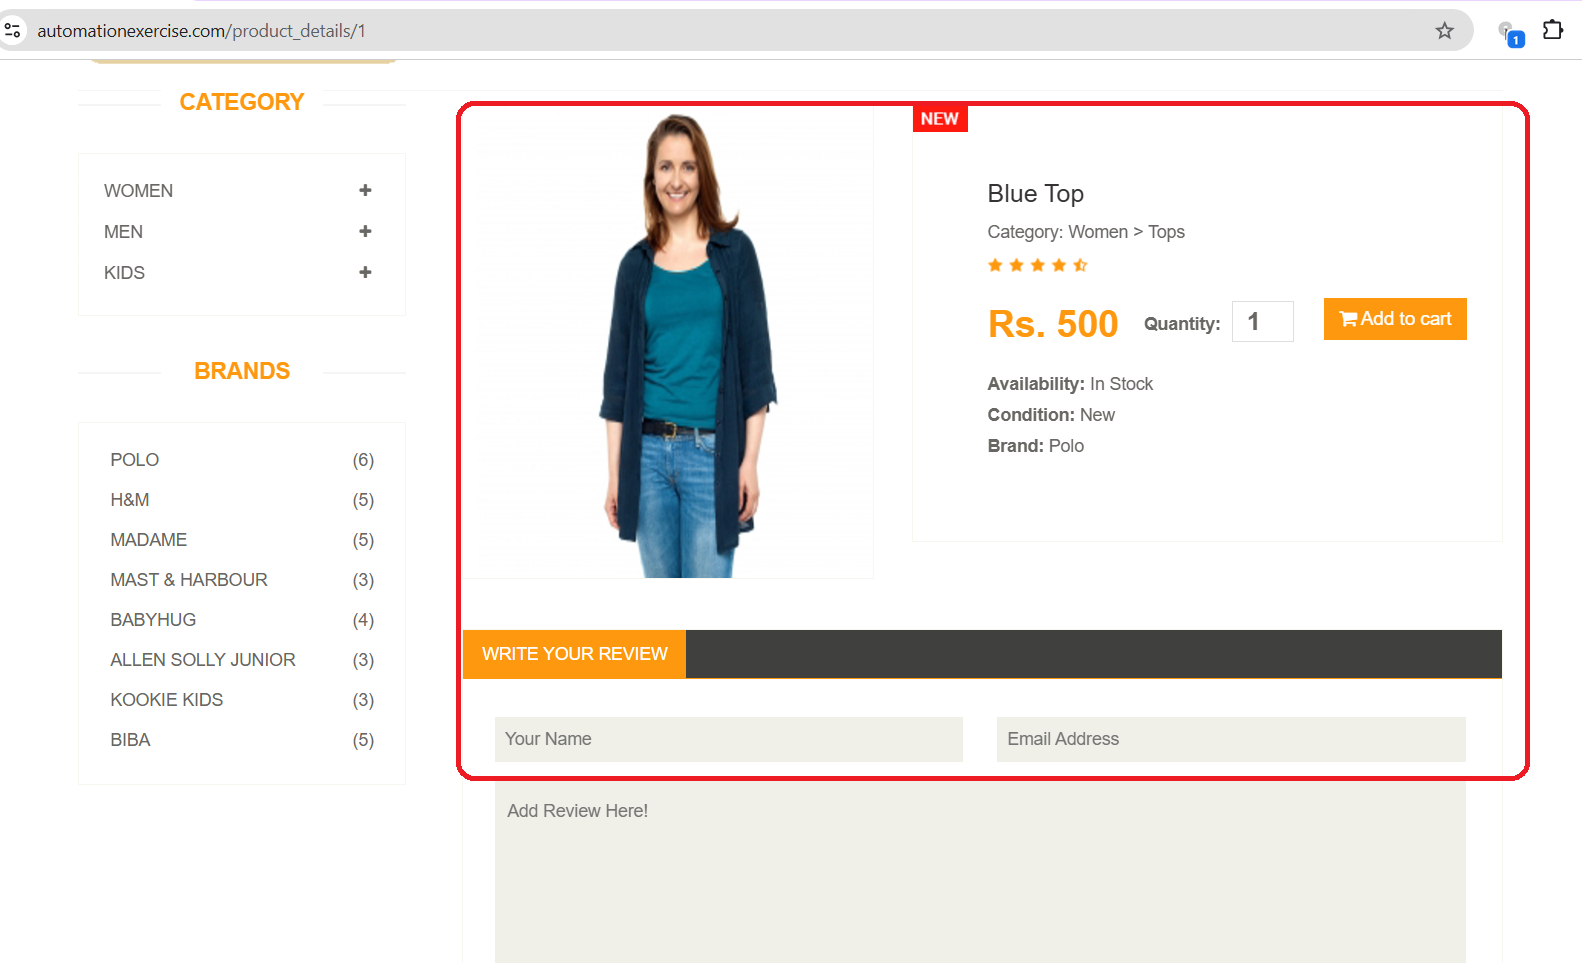 automationexercise.com/product_details/1
1
CATEGORY
WOMEN
MEN
KIDS
BRANDS
POLO (6)
H&M (5)
MADAME (5)
MAST & HARBOUR (3)
BABYHUG (4)
ALLEN SOLLY JUNIOR (3)
KOOKIE KIDS (3)
BIBA (5)
NEW
Blue Top
Category: Women > Tops
Rs. 500 Quantity: 1 Add to cart
Availability: In Stock
Condition: New
Brand: Polo
WRITE YOUR REVIEW
Your Name Email Address
Add Review Here!